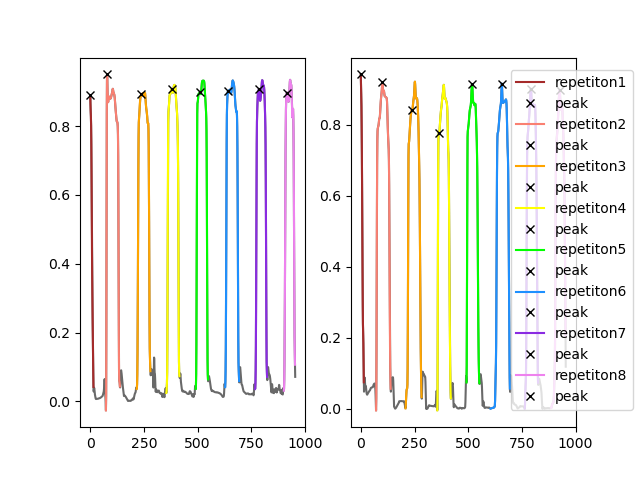 0.8
0.6
0.4
0.2
0.0
0
250
500
750
1000
0.8
0.6
0.4
0.2
0.0
0
250
500
750
1000
repetiton1
peak
repetiton2
peak
repetiton3
peak
repetiton4
peak
repetiton5
peak
repetiton6
peak
repetiton7
peak
repetiton8
peak